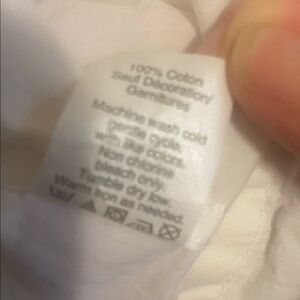 100% Coton
Sauf Décoration/
Garnitures
Machine wash cold
gentle cycle.
with like colors.
Non chlorine
bleach only.
Tumble dry low.
Warm iron as needed.